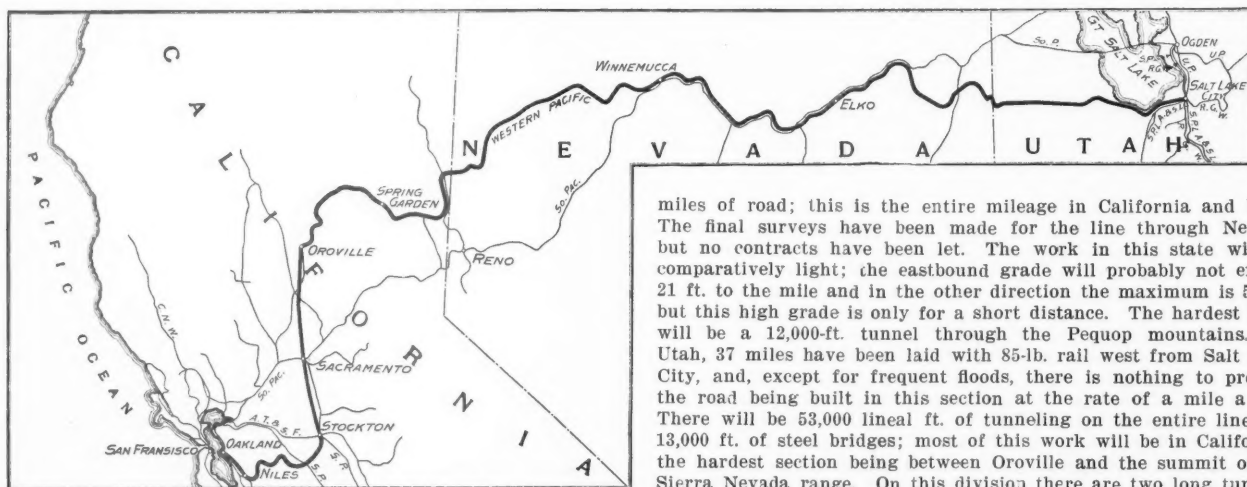 CALIFORNIA
NEVADA
UTAH
PACIFIC OCEAN
GT SALT LAKE
SO. P.
OGDEN
U.P.
S.P.
R.G.W.
U.P.
SALT LAKE CITY
R.G.W.
S.P.L.A.& S.L.
S.P.L.A.& S.L.
WINNEMUCCA
ELKO
WESTERN PACIFIC
SO. PAC.
SPRING GARDEN
OROVILLE
RENO
C. N. W.
SACRAMENTO
SO. PAC.
A.T. & S. F.
STOCKTON
S. P.
S. P.
OAKLAND
SAN FRANSISCO
NILES
miles of road; this is the entire mileage in California and
The final surveys have been made for the line through Ne
but no contracts have been let. The work in this state wi
comparatively light; the eastbound grade will probably not e
21 ft. to the mile and in the other direction the maximum is 5
but this high grade is only for a short distance. The hardest
will be a 12,000-ft. tunnel through the Pequop mountains.
Utah, 37 miles have been laid with 85-lb. rail west from Salt
City, and, except for frequent floods, there is nothing to pre
the road being built in this section at the rate of a mile a
There will be 53,000 lineal ft. of tunneling on the entire line
13,000 ft. of steel bridges; most of this work will be in Califo
the hardest section being between Oroville and the summit o
Sierra Nevada range. On this division there are two long tun